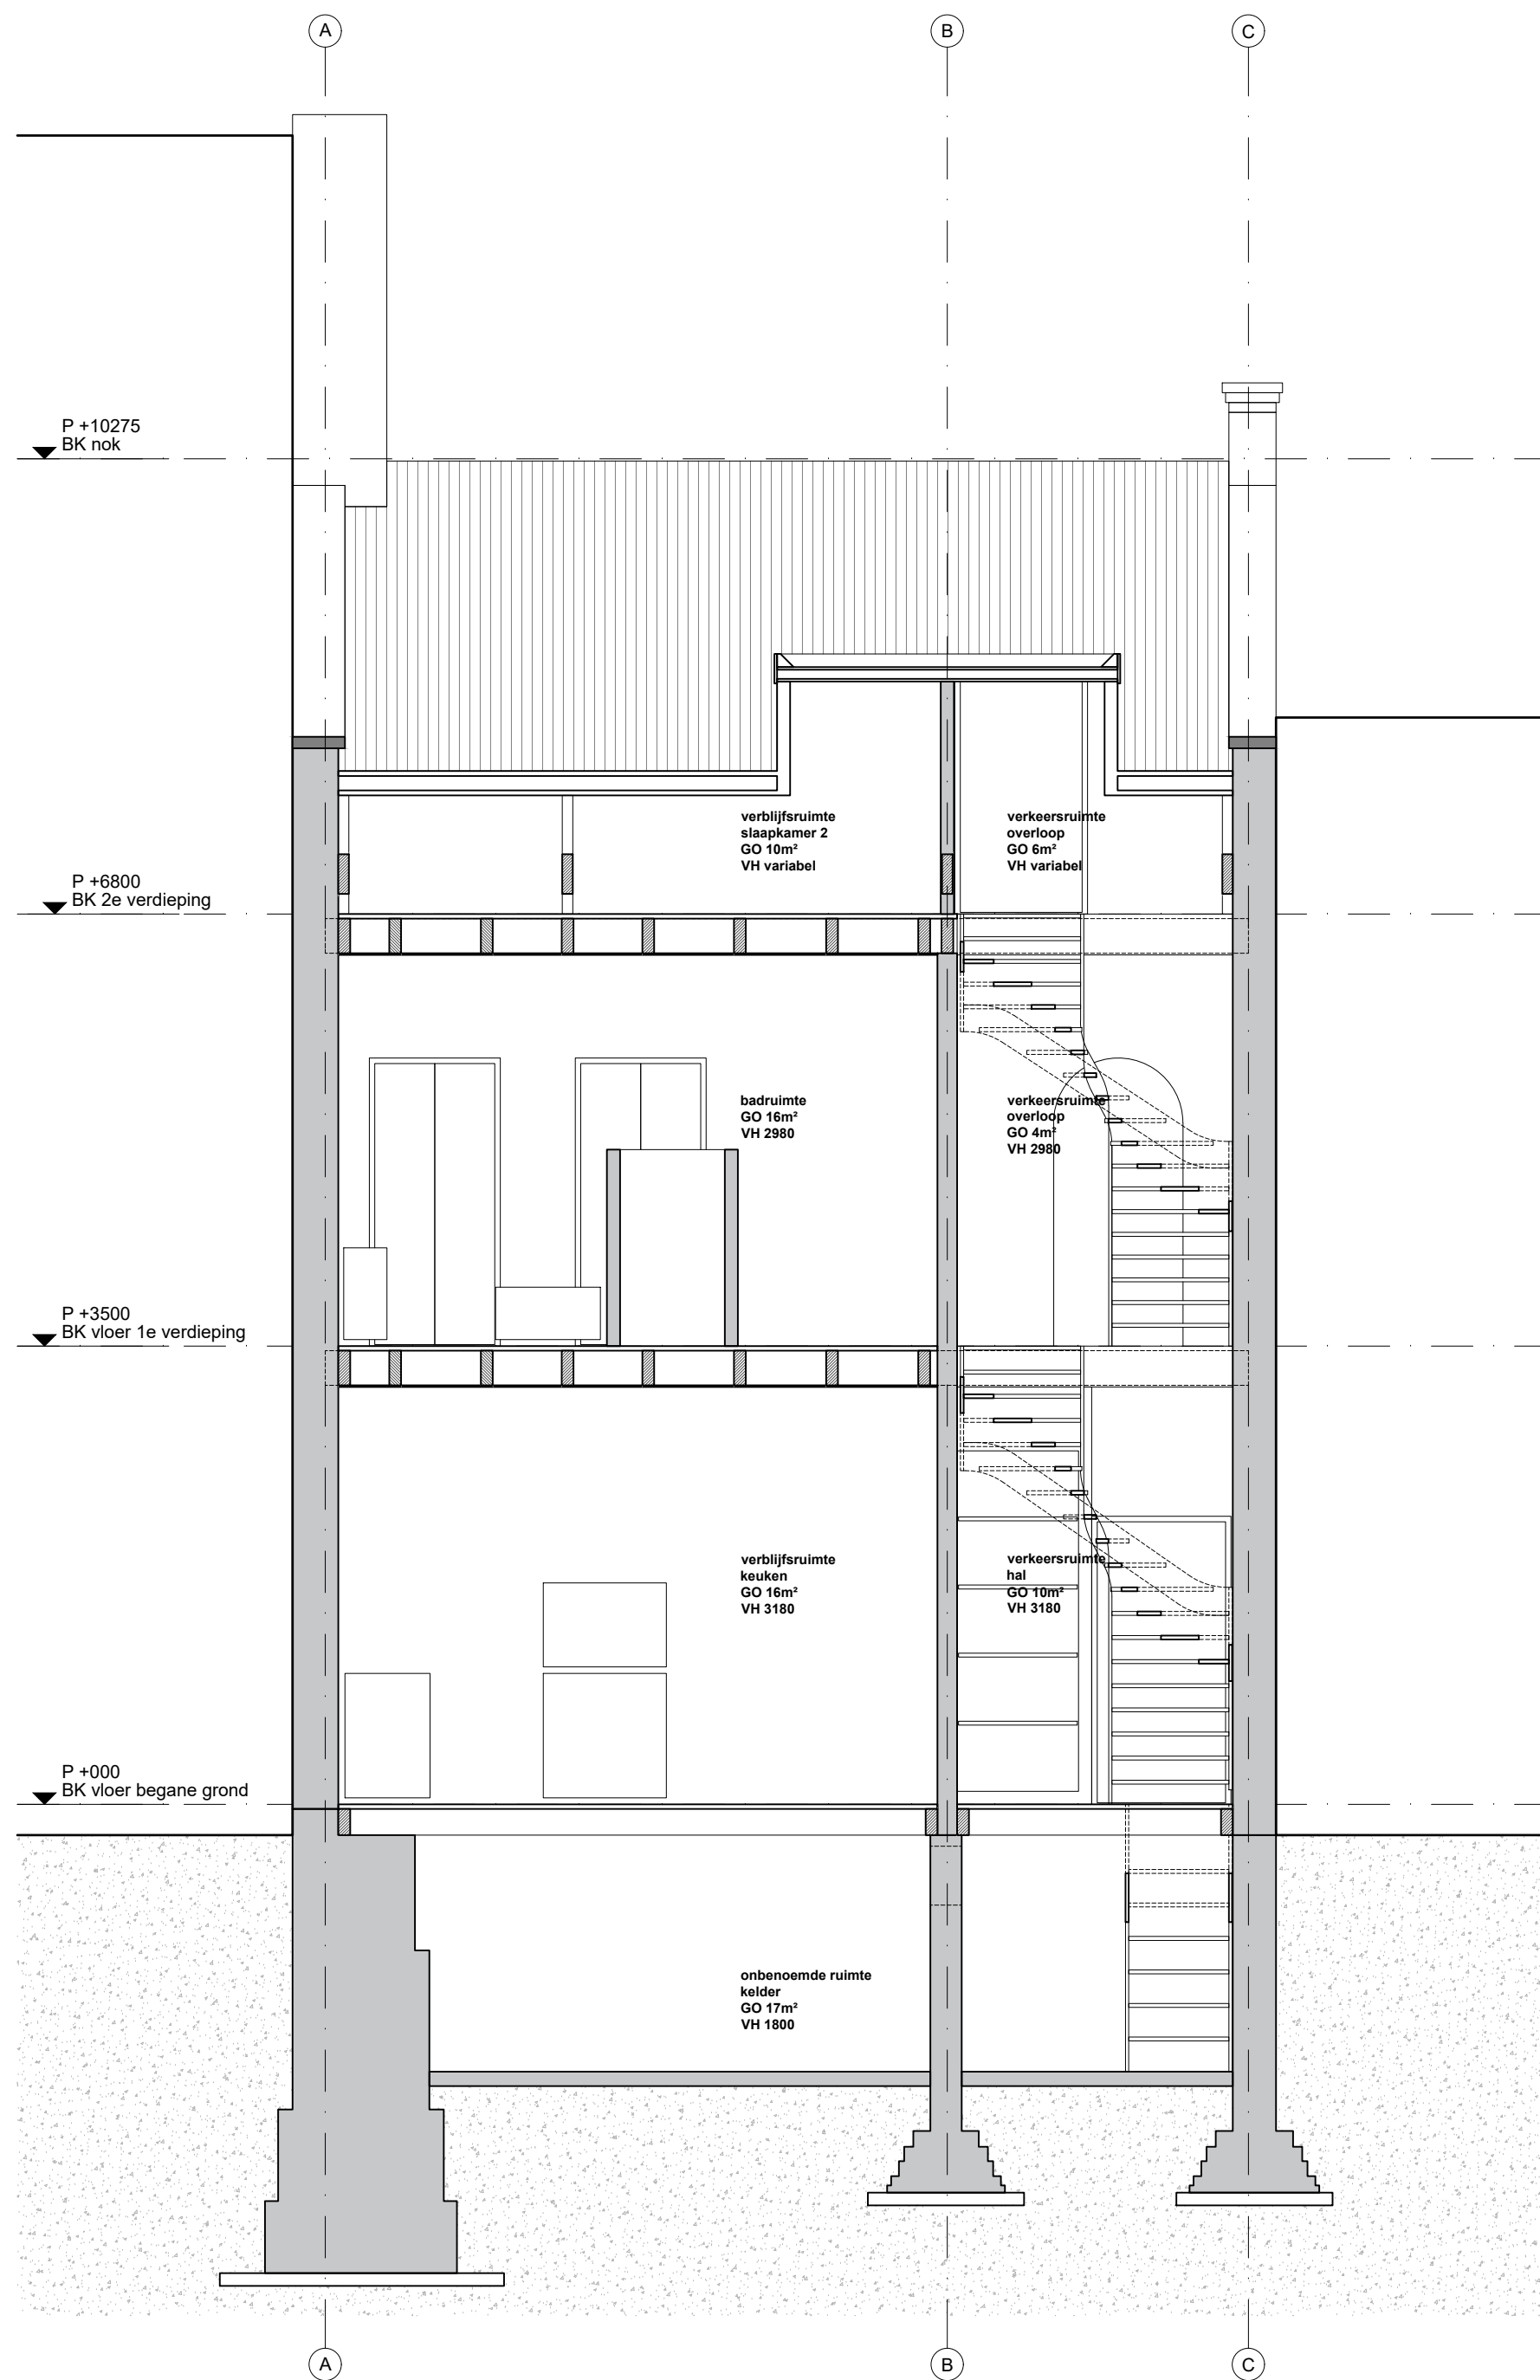 A
B
C
P +10275
BK nok
verblijfsruimte
slaapkamer 2
GO 10m²
VH variabel
verkeersruimte
overloop
GO 6m²
VH variabel
P +6800
BK 2e verdieping
badruimte
GO 16m²
VH 2980
verkeersruimte
overloop
GO 4m²
VH 2980
P +3500
BK vloer 1e verdieping
verblijfsruimte
keuken
GO 16m²
VH 3180
verkeersruimte
hal
GO 10m²
VH 3180
P +000
BK vloer begane grond
onbenoemde ruimte
kelder
GO 17m²
VH 1800
A
B
C